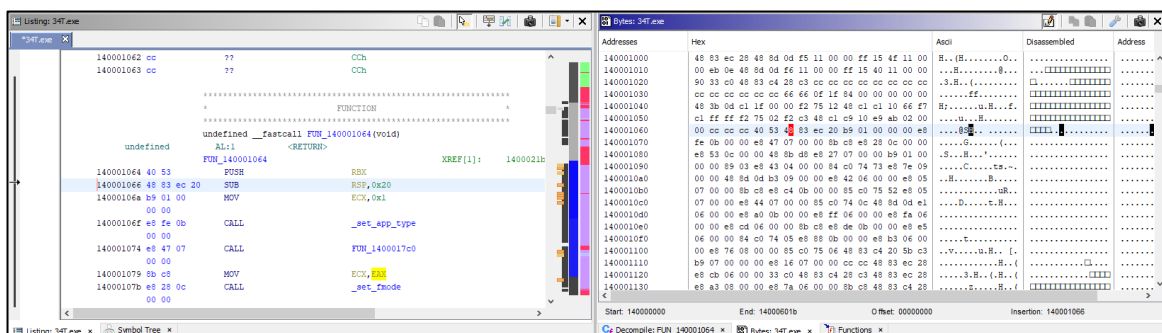 Listing: 34T.exe
*34T.exe
140001062 cc ?? CCh
140001063 cc ?? CCh
**************************************************************
* FUNCTION *
**************************************************************
undefined __fastcall FUN_140001064(void)
undefined AL:1 <RETURN>
FUN_140001064 XREF[1]: 1400021b
140001064 40 53 PUSH RBX
140001066 48 83 ec 20 SUB RSP,0x20
14000106a b9 01 00 MOV ECX,0x1
00 00
14000106f e8 fe 0b CALL _set_app_type
00 00
140001074 e8 47 07 CALL FUN_1400017c0
00 00
140001079 8b c8 MOV ECX,EAX
14000107b e8 28 0c CALL _set_fmode
00 00
Listing: 34T.exe
Symbol Tree
Bytes: 34T.exe
Addresses Hex Ascii Disassembled Address
140001000 48 83 ec 28 48 8d 0d f5 11 00 00 ff 15 4f 11 00 H..(H.......O..
140001010 00 eb 0e 48 8d 0d f6 11 00 00 ff 15 40 11 00 00 ...H........@...
140001020 90 33 c0 48 83 c4 28 c3 cc cc cc cc cc cc cc cc .3.H..(.........
140001030 cc cc cc cc cc cc 66 66 0f 1f 84 00 00 00 00 00 ......ff........
140001040 48 3b 0d c1 1f 00 00 f2 75 12 48 c1 c1 10 66 f7 H;......u.H...f.
140001050 c1 ff ff f2 75 02 f2 c3 48 c1 c9 10 e9 ab 02 00 ....u...H.......
140001060 00 cc cc cc 40 53 48 83 ec 20 b9 01 00 00 00 e8 ....@SH.. ......
140001070 fe 0b 00 00 e8 47 07 00 00 8b c8 e8 28 0c 00 00 .....G......(...
140001080 e8 53 0c 00 00 48 8b d8 e8 27 07 00 00 b9 01 00 .S...H...'......
140001090 00 00 89 03 e8 43 04 00 00 84 c0 74 73 e8 7e 09 .....C.....ts.~.
1400010a0 00 00 48 8d 0d b3 09 00 00 e8 42 06 00 00 e8 05 ..H.......B.....
1400010b0 07 00 00 8b c8 e8 c4 0b 00 00 85 c0 75 52 e8 05 ............uR..
1400010c0 07 00 00 e8 44 07 00 00 85 c0 74 0c 48 8d 0d e1 ....D.....t.H...
1400010d0 06 00 00 e8 a0 0b 00 00 e8 ff 06 00 00 e8 fa 06 ................
1400010e0 00 00 e8 cd 06 00 00 8b c8 e8 de 0b 00 00 e8 e5 ................
1400010f0 06 00 00 84 c0 74 05 e8 88 0b 00 00 e8 b3 06 00 .....t..........
140001100 00 e8 76 08 00 00 85 c0 75 06 48 83 c4 20 5b c3 ..v.....u.H.. [.
140001110 b9 07 00 00 00 e8 16 07 00 00 cc cc cc 48 83 ec .............H..
140001120 e8 cb 06 00 00 33 c0 48 83 c4 28 c3 48 83 ec 28 .....3.H..(.H..(
140001130 e8 a3 08 00 00 e8 7a 06 00 00 8b c8 48 83 c4 28 ......z.....H..(
Start: 140000000 End: 14000601b Offset: 00000000 Insertion: 140001066
Decompile: FUN_140001064 Bytes: 34T.exe Functions